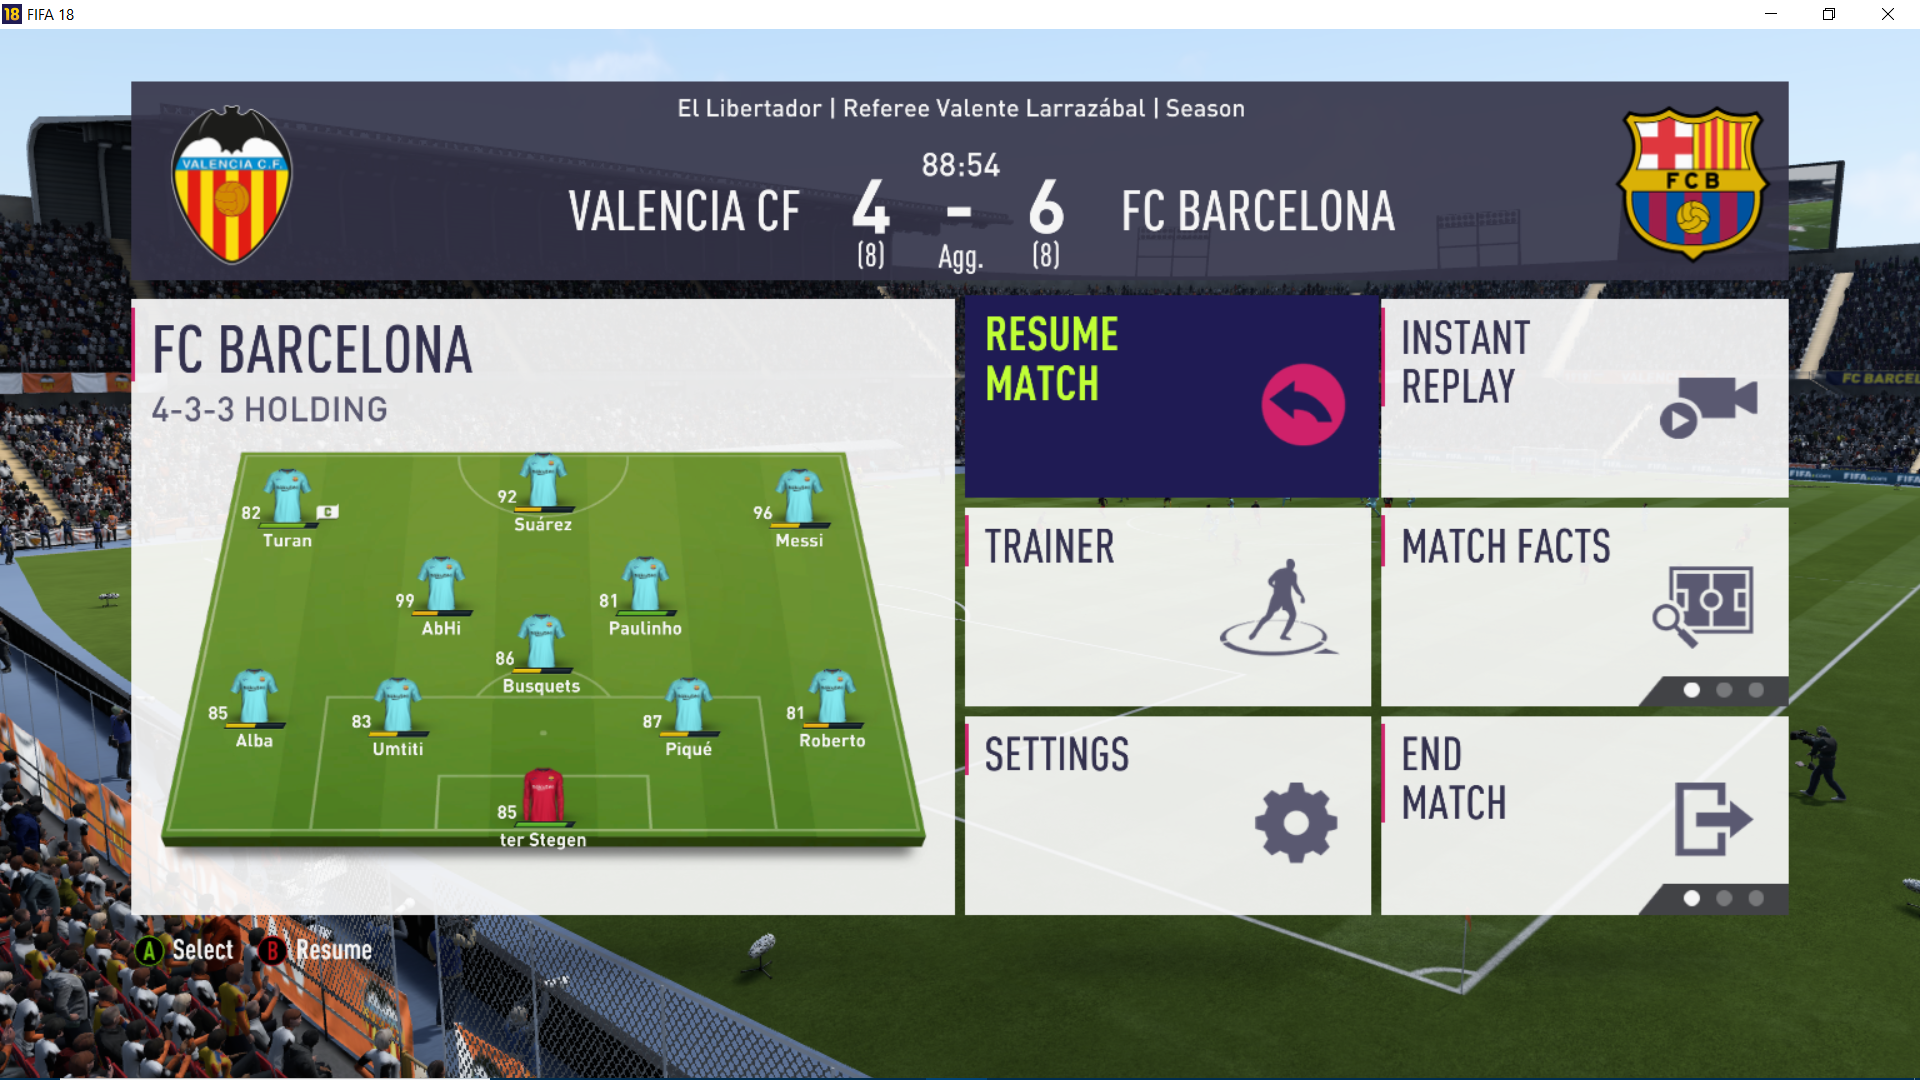 18 FIFA 18
El Libertador | Referee Valente Larrazábal | Season
VALENCIA C.F.
88:54
VALENCIA CF 4 - 6 FC BARCELONA
(8) Agg. (8)
FCB
FC BARCELONA
4-3-3 HOLDING
82 C
Turan
92
Suárez
96
Messi
99
AbHi
81
Paulinho
86
Busquets
85
Alba
83
Umtiti
87
Piqué
81
Roberto
85
ter Stegen
RESUME
MATCH
INSTANT
REPLAY
TRAINER
MATCH FACTS
SETTINGS
END
MATCH
FC BARCEL
A Select B Resume